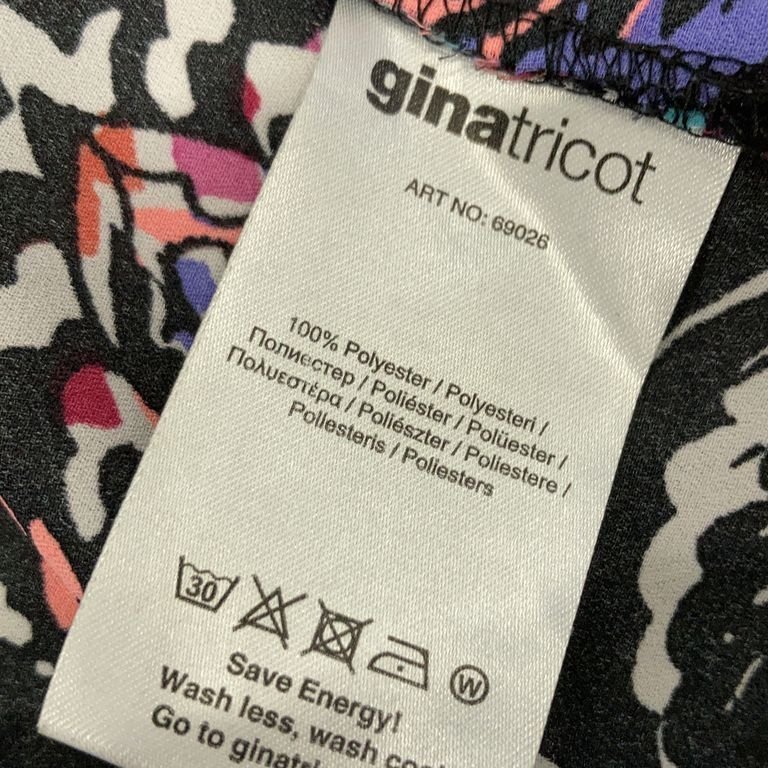 ginatricot
ART NO: 69026
100% Polyester / Polyesteri /
Полиестер / Poliéster / Polüester /
Πολυεστέρα / Poliészter / Poliestere /
Poliesteris / Poliesters
30
W
Save Energy!
Wash less, wash
Go to